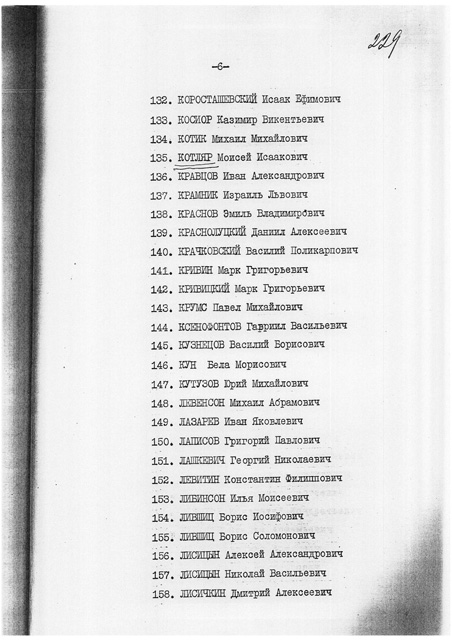 229
-6-
132. КОРОСТАШЕВСКИЙ Исаак Ефимович
133. КОСИОР Казимир Викентьевич
134. КОТИК Михаил Михайлович
135. КОТЛЯР Моисей Исаакович
136. КРАВЦОВ Иван Александрович
137. КРАМНИК Израиль Львович
138. КРАСНОВ Эмиль Владимирович
139. КРАСНОЛУЦКИЙ Даниил Алексеевич
140. КРАЧКОВСКИЙ Василий Поликарпович
141. КРИВИН Марк Григорьевич
142. КРИВИЦКИЙ Марк Григорьевич
143. КРУМС Павел Михайлович
144. КСЕНОФОНТОВ Гавриил Васильевич
145. КУЗНЕЦОВ Василий Борисович
146. КУН Бела Морисович
147. КУТУЗОВ Юрий Михайлович
148. ЛЕВЕНСОН Михаил Абрамович
149. ЛАЗАРЕВ Иван Яковлевич
150. ЛАПИСОВ Григорий Павлович
151. ЛАШКЕВИЧ Георгий Николаевич
152. ЛЕВИТИН Константин Филиппович
153. ЛИБИНСОН Илья Моисеевич
154. ЛИВШИЦ Борис Иосифович
155. ЛИВШИЦ Борис Соломонович
156. ЛИСИЦЫН Алексей Александрович
157. ЛИСИЦЫН Николай Васильевич
158. ЛИСИЧКИН Дмитрий Алексеевич